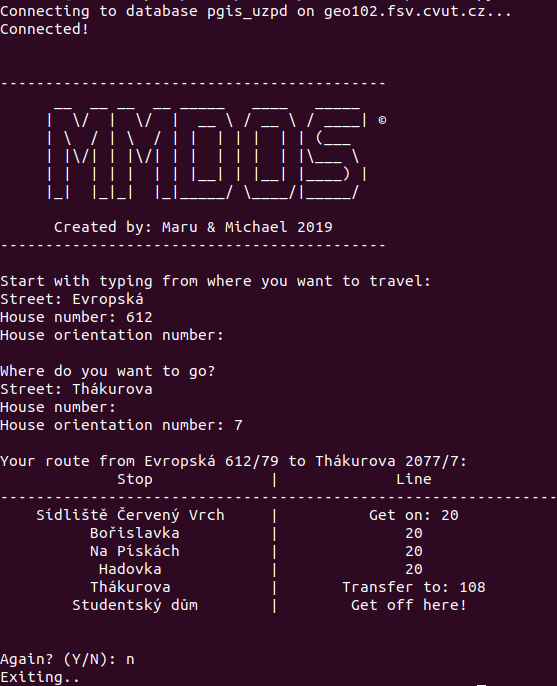 Connecting to database pgis_uzpd on geo102.fsv.cvut.cz...
Connected!
-------------------------------------------
MMDOS ©
Created by: Maru & Michael 2019
-------------------------------------------
Start with typing from where you want to travel:
Street: Evropská
House number: 612
House orientation number:
Where do you want to go?
Street: Thákurova
House number:
House orientation number: 7
Your route from Evropská 612/79 to Thákurova 2077/7:
Stop | Line
--------------------------------------------------------------
Sídliště Červený Vrch | Get on: 20
Bořislavka | 20
Na Pískách | 20
Hadovka | 20
Thákurova | Transfer to: 108
Studentský dům | Get off here!
Again? (Y/N): n
Exiting..